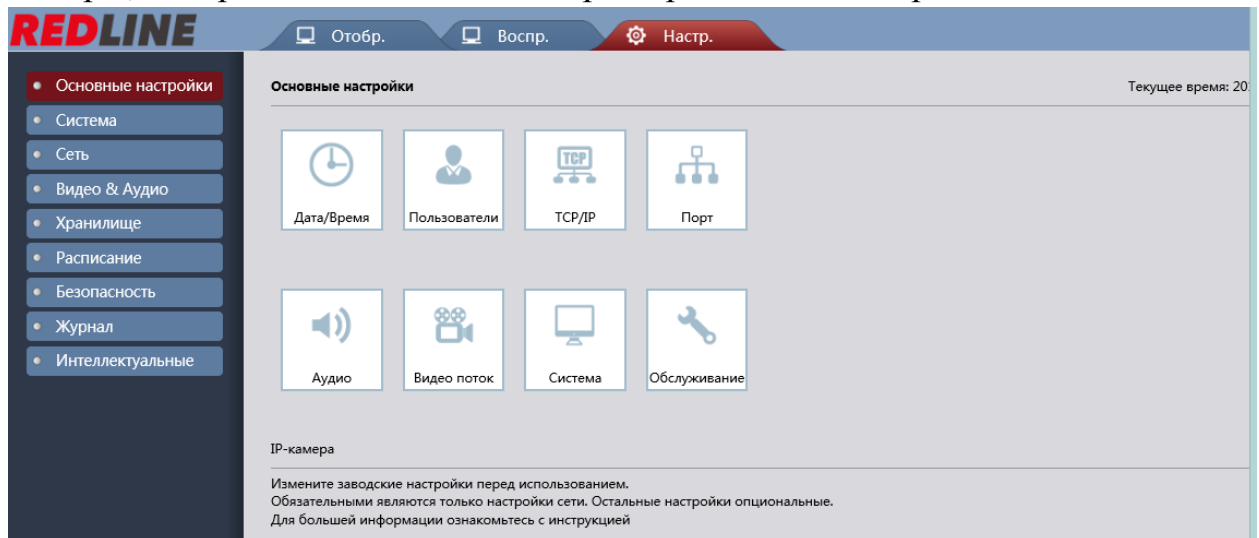 REDLINE
Отобр.
Воспр.
Настр.
Основные настройки
Система
Сеть
Видео & Аудио
Хранилище
Расписание
Безопасность
Журнал
Интеллектуальные
Основные настройки
Текущее время: 20
Дата/Время
Пользователи
TCP
TCP/IP
Порт
Аудио
Видео поток
Система
Обслуживание
IP-камера
Измените заводские настройки перед использованием.
Обязательными являются только настройки сети. Остальные настройки опциональные.
Для большей информации ознакомьтесь с инструкцией